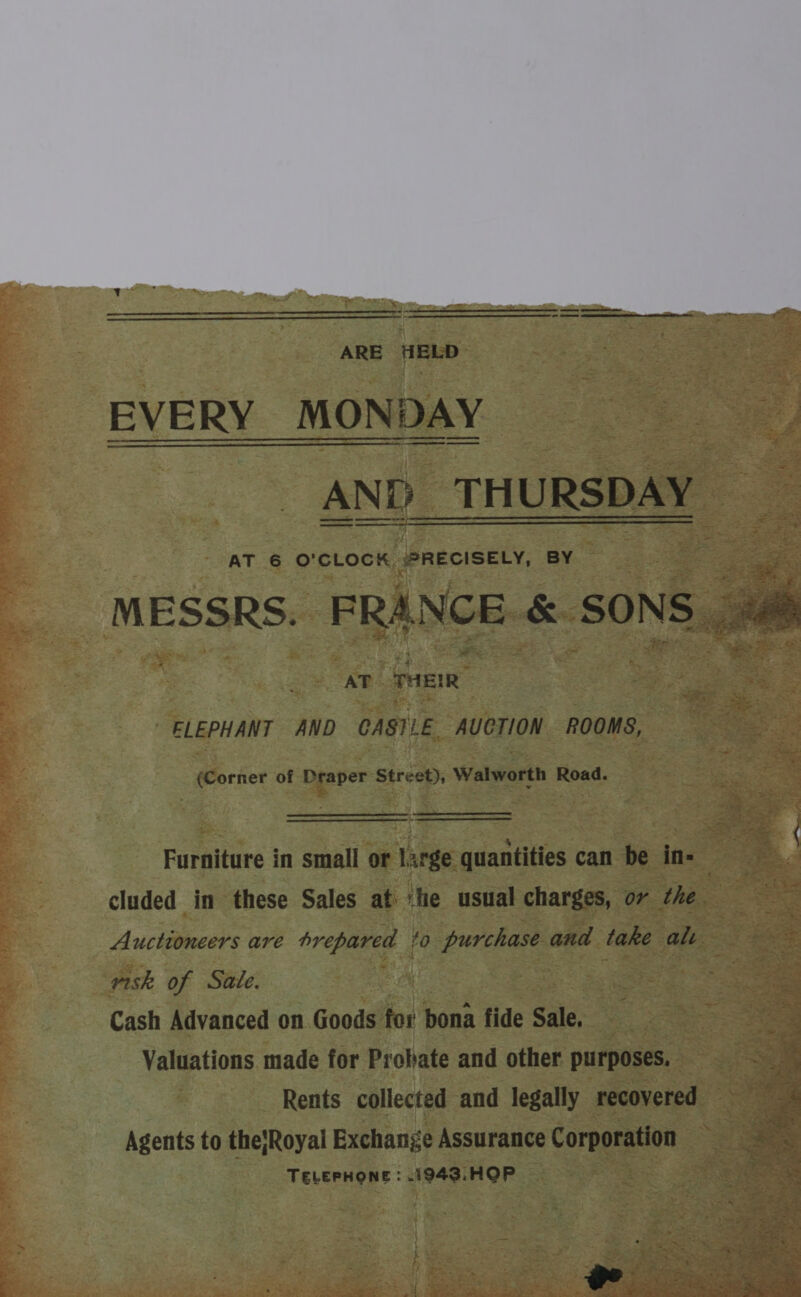 ARE HELD
EVERY MONDAY
AND THURSDAY
AT 6 O'CLOCK PRECISELY, BY
MESSRS. FRANCE & SONS
AT THEIR
ELEPHANT AND CASTLE AUCTION ROOMS,
(Corner of Draper Street), Walworth Road.
Furniture in small or large quantities can be in-
cluded in these Sales at the usual charges, or the
Auctioneers are prepared to purchase and take all
risk of Sale.
Cash Advanced on Goods for bona fide Sale.
Valuations made for Probate and other purposes.
Rents collected and legally recovered
Agents to the Royal Exchange Assurance Corporation
TELEPHONE: 1943. HOP